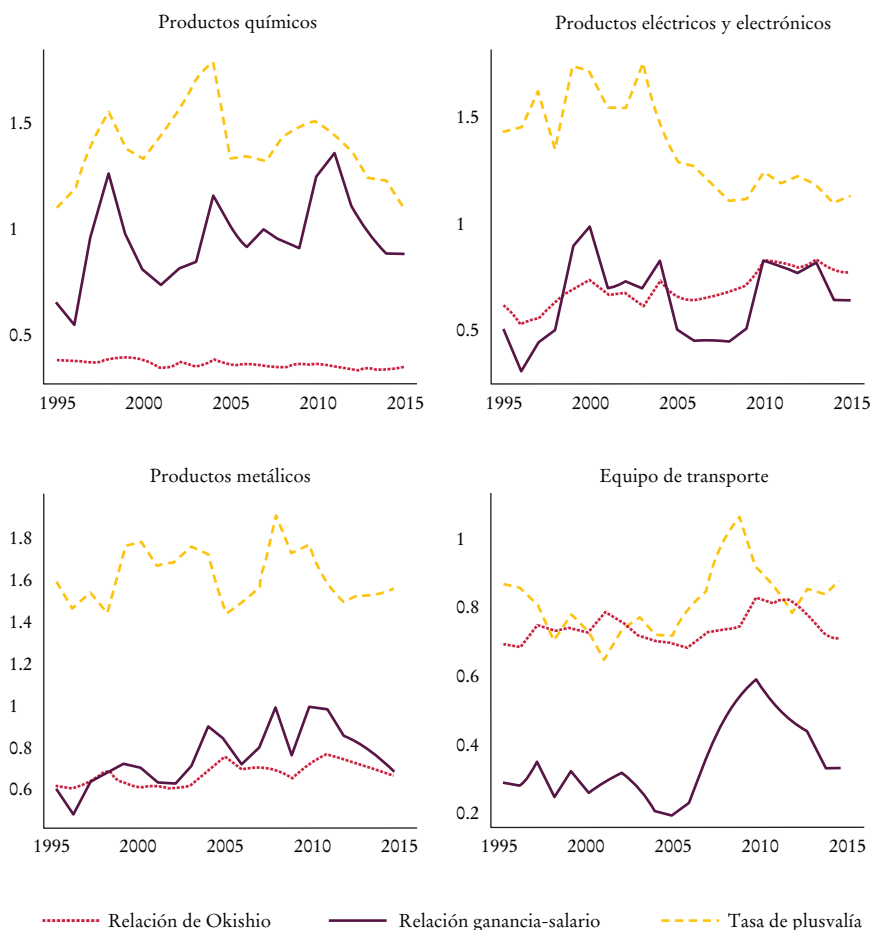 Productos químicos
1.5
1
0.5
1995 2000 2005 2010 2015
Productos eléctricos y electrónicos
1.5
1
0.5
1995 2000 2005 2010 2015
Productos metálicos
1.8
1.6
1.4
1.2
1
0.8
0.6
1995 2000 2005 2010 2015
Equipo de transporte
1
0.8
0.6
0.4
0.2
1995 2000 2005 2010 2015
Relación de Okishio Relación ganancia-salario Tasa de plusvalía